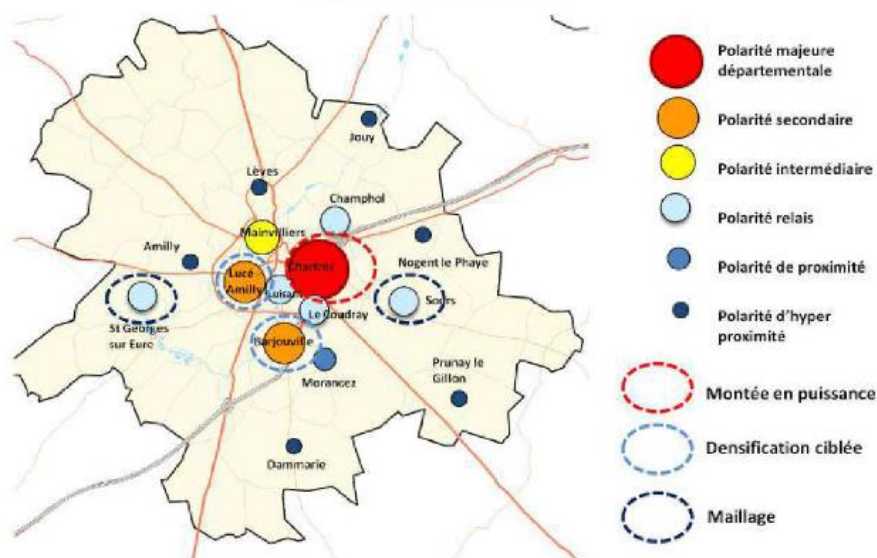 Jouy
Lèves
Champhol
Mainvilliers
Amilly
Nogent le Phaye
Chartres
Lucé
Amilly
Luisant
Sours
St Georges
sur Eure
Le Coudray
Barjouville
Morancez
Prunay le
Gillon
Dammarie
Polarité majeure
départementale
Polarité secondaire
Polarité intermédiaire
Polarité relais
Polarité de proximité
Polarité d'hyper
proximité
Montée en puissance
Densification ciblée
Maillage